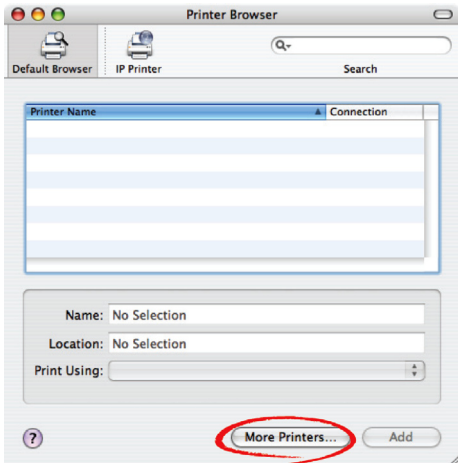 Printer Browser
Default Browser
IP Printer
Search
Printer Name
Connection
Name: No Selection
Location: No Selection
Print Using:
?
More Printers...
Add